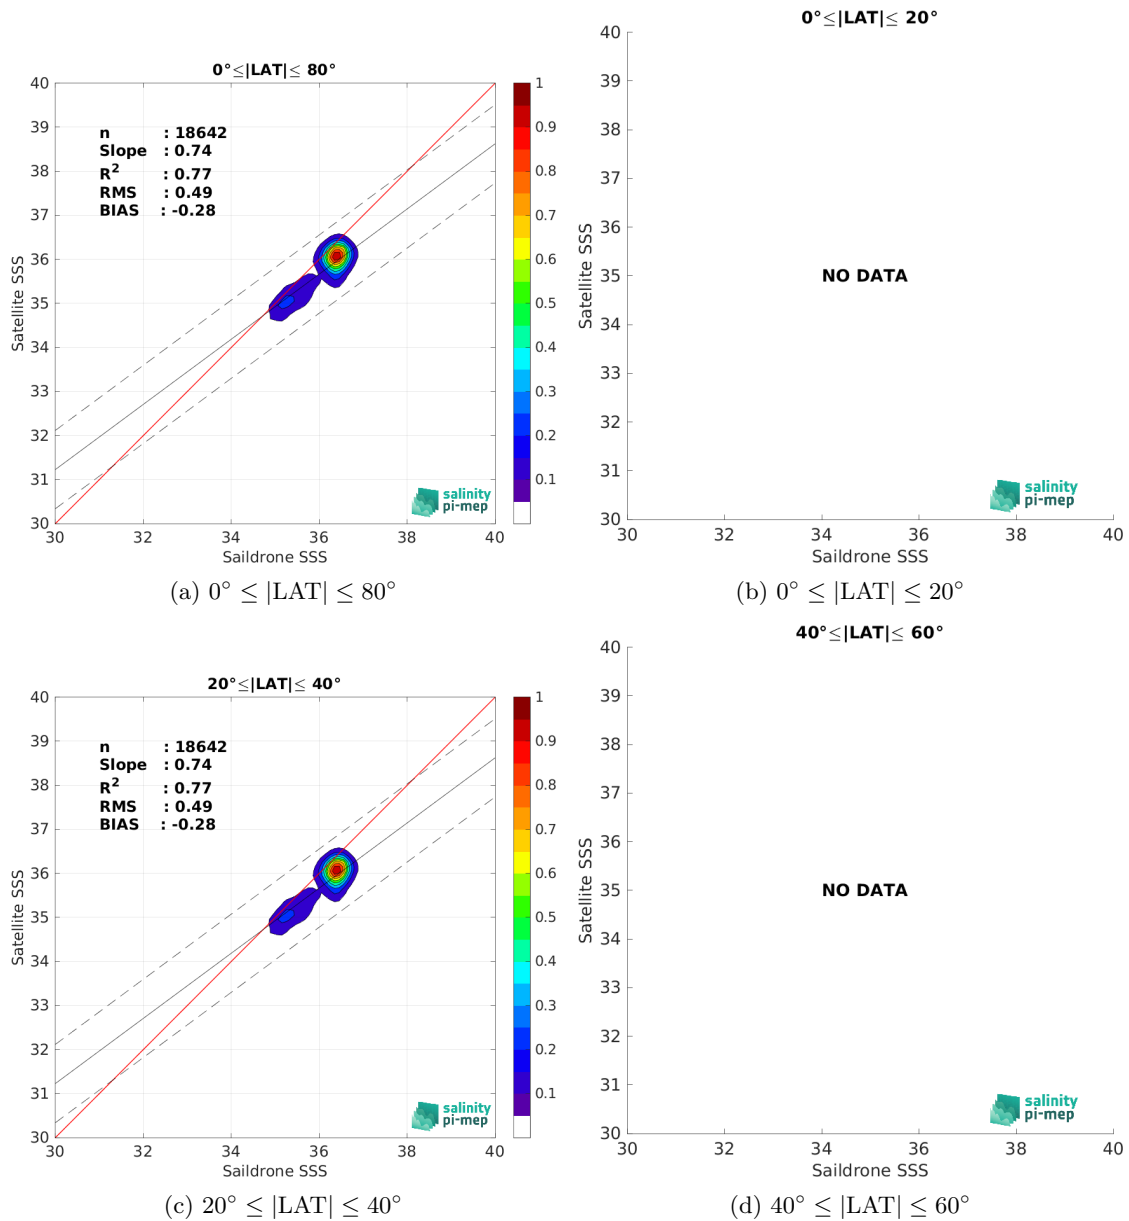 0°≤|LAT|≤ 80°
40
39
38
37
36
35
34
33
32
31
30
Satellite SSS
n : 18642
Slope : 0.74
R² : 0.77
RMS : 0.49
BIAS : -0.28
1
0.9
0.8
0.7
0.6
0.5
0.4
0.3
0.2
0.1
salinity
pi-mep
30 32 34 36 38 40
Saildrone SSS
(a) 0° ≤ |LAT| ≤ 80°
0°≤|LAT|≤ 20°
40
39
38
37
36
35
34
33
32
31
30
Satellite SSS
NO DATA
salinity
pi-mep
30 32 34 36 38 40
Saildrone SSS
(b) 0° ≤ |LAT| ≤ 20°
20°≤|LAT|≤ 40°
40
39
38
37
36
35
34
33
32
31
30
Satellite SSS
n : 18642
Slope : 0.74
R² : 0.77
RMS : 0.49
BIAS : -0.28
1
0.9
0.8
0.7
0.6
0.5
0.4
0.3
0.2
0.1
salinity
pi-mep
30 32 34 36 38 40
Saildrone SSS
(c) 20° ≤ |LAT| ≤ 40°
40°≤|LAT|≤ 60°
40
39
38
37
36
35
34
33
32
31
30
Satellite SSS
NO DATA
salinity
pi-mep
30 32 34 36 38 40
Saildrone SSS
(d) 40° ≤ |LAT| ≤ 60°